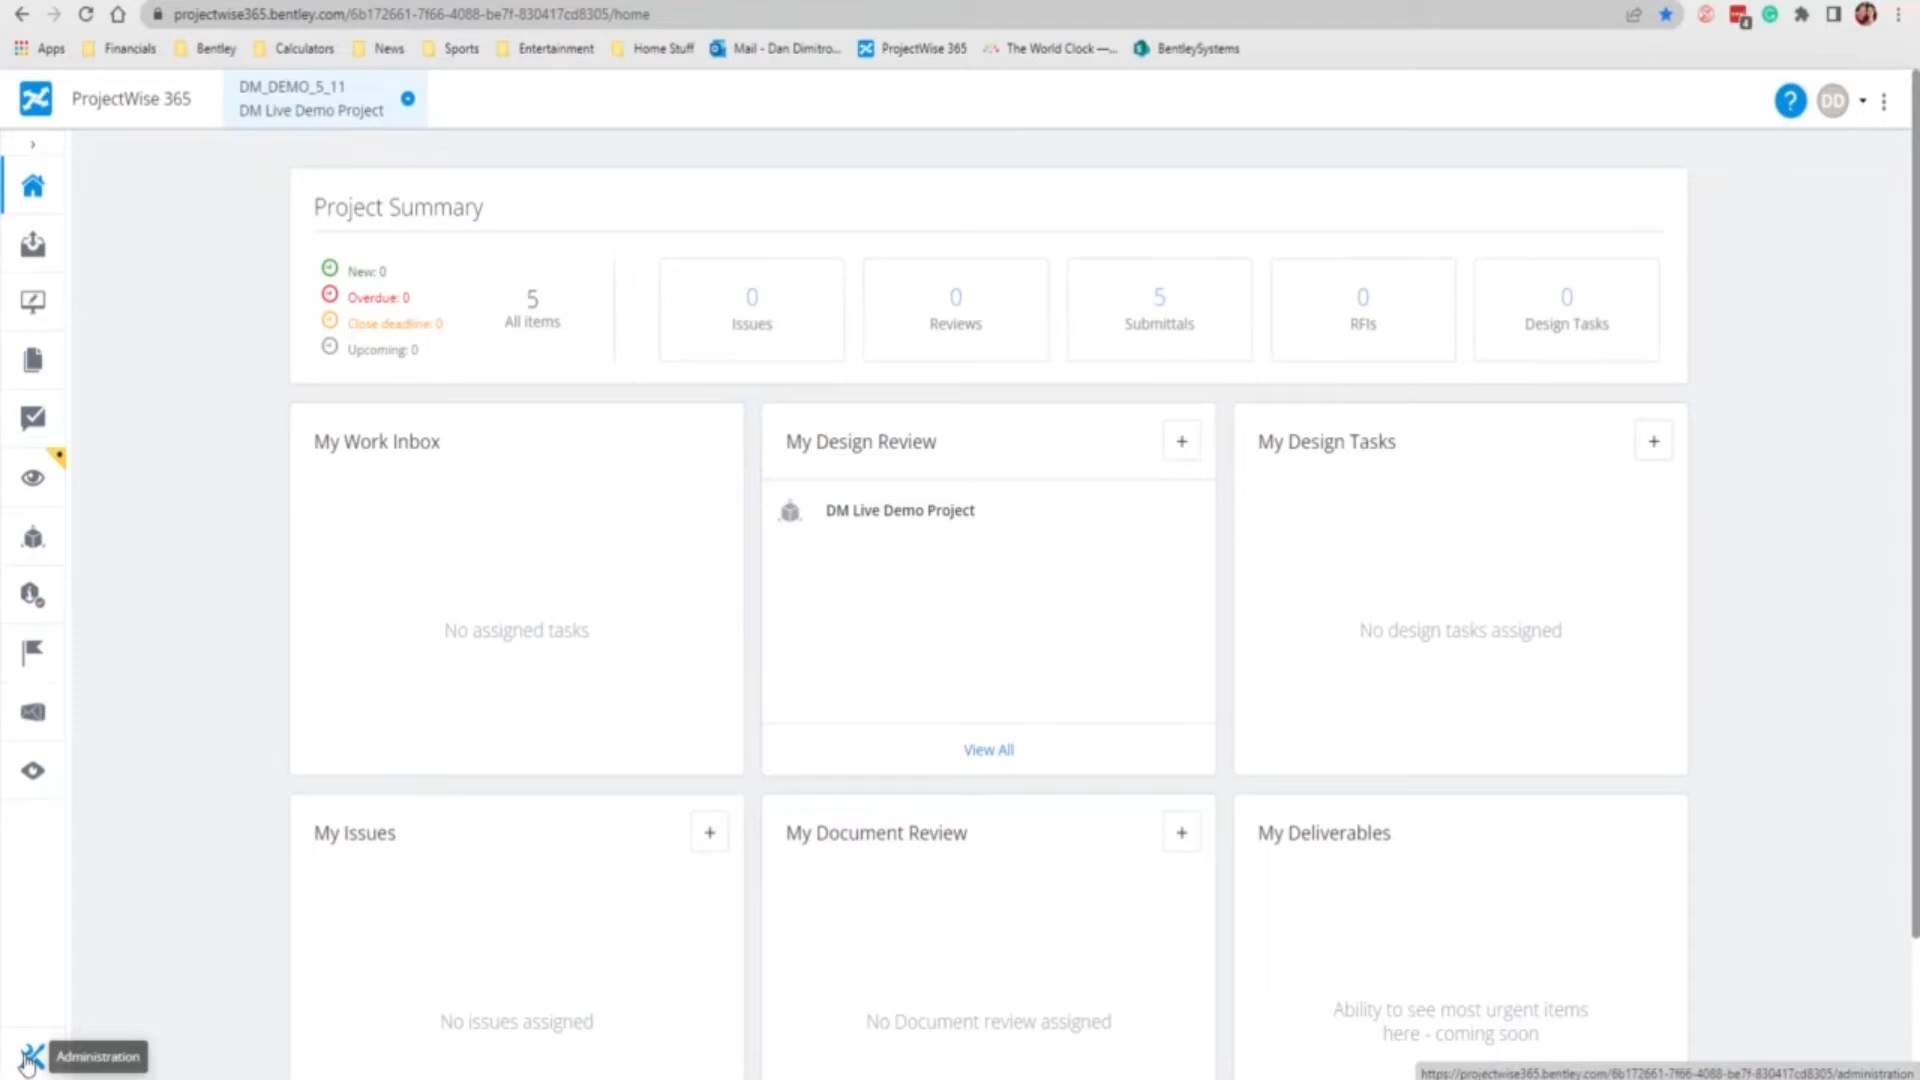 projectwise365.bentley.com/6b172661-7f66-4088-be7f-830417cd8305/home
Apps
Financials
Bentley
Calculators
News
Sports
Entertainment
Home Stuff
Mail - Dan Dimitro...
ProjectWise 365
The World Clock —...
BentleySystems
ProjectWise 365
DM_DEMO_5_11
DM Live Demo Project
?
DD
Project Summary
New: 0
Overdue: 0
Close deadline: 0
Upcoming: 0
5
All items
0
Issues
0
Reviews
5
Submittals
0
RFIs
0
Design Tasks
My Work Inbox
No assigned tasks
My Design Review
+
DM Live Demo Project
View All
My Design Tasks
+
No design tasks assigned
My Issues
+
No issues assigned
My Document Review
+
No Document review assigned
My Deliverables
Ability to see most urgent items
here - coming soon
Administration
https://projectwise365.bentley.com/6b172661-7f66-4088-be7f-830417cd8305/administration